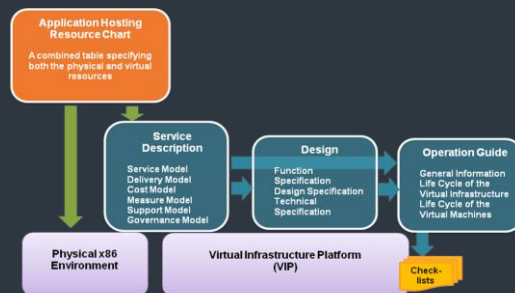 Application Hosting
Resource Chart
A combined table specifying
both the physical and virtual
resources
Service
Description
Service Model
Delivery Model
Cost Model
Measure Model
Support Model
Governance Model
Design
Function
Specification
Design Specification
Technical
Specification
Operation Guide
General Information
Life Cycle of the
Virtual Infrastructure
Life Cycle of the
Virtual Machines
Physical x86
Environment
Virtual Infrastructure Platform
(VIP)
Check-
lists